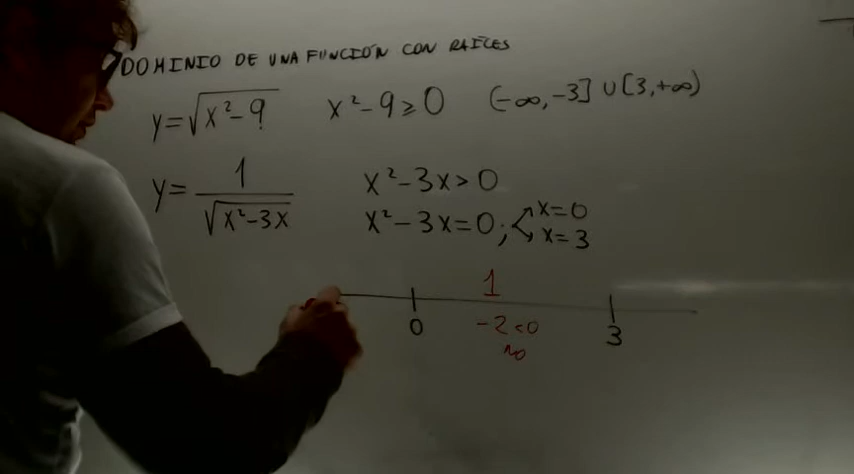 DOMINIO DE UNA FUNCIÓN CON RAÍCES
y=√(x²-9) x²-9⩾0 (-∞,-3] ∪ [3,+∞)
y=1/√(x²-3x) x²-3x>0
x²-3x=0; x=0
x=3
1
0 -2<0 3
no